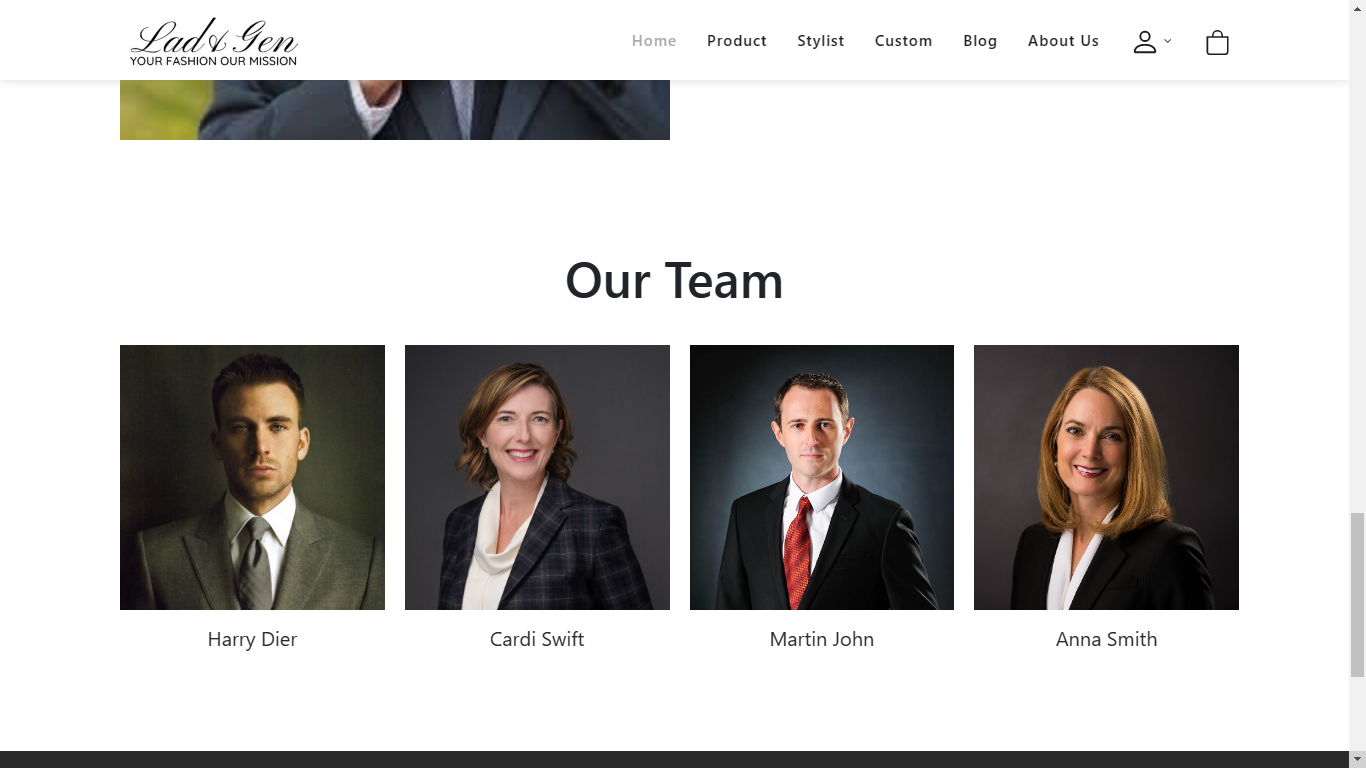 Lad & Gen
YOUR FASHION OUR MISSION
Home Product Stylist Custom Blog About Us
Our Team
Harry Dier Cardi Swift Martin John Anna Smith